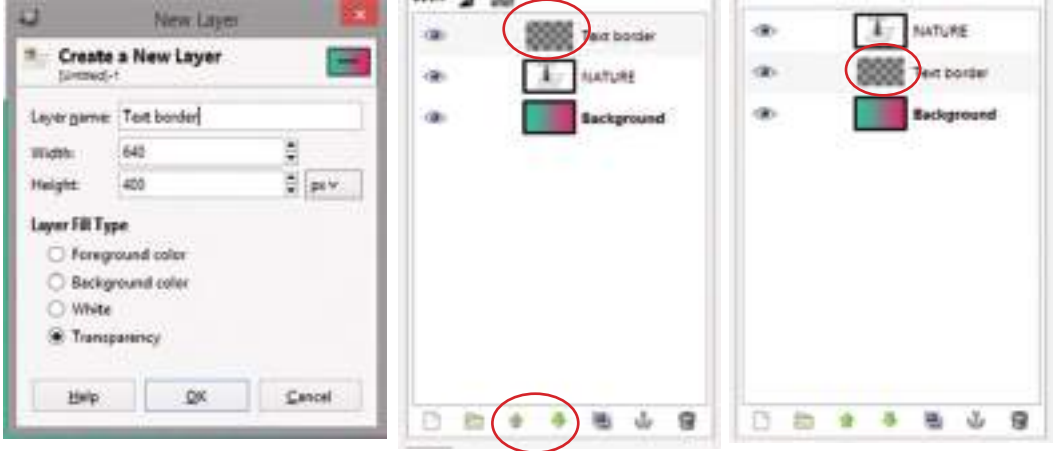 New Layer
Create a New Layer
[Untitled]-1
Layer name: Text border
Width: 640
Height: 400 px
Layer Fill Type
Foreground color
Background color
White
Transparency
Help OK Cancel
Text border
NATURE
Background
NATURE
Text border
Background